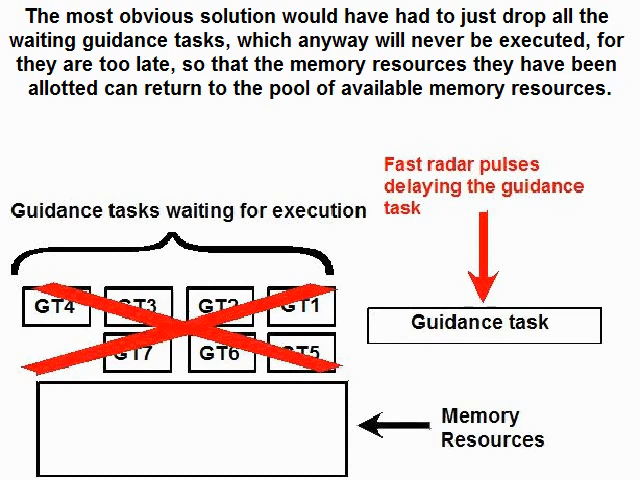 The most obvious solution would have had to just drop all the
waiting guidance tasks, which anyway will never be executed, for
they are too late, so that the memory resources they have been
allotted can return to the pool of available memory resources.
Fast radar pulses
delaying the guidance
task
Guidance tasks waiting for execution
GT4 GT3 GT2 GT1
Guidance task
GT7 GT6 GT5
Memory
Resources